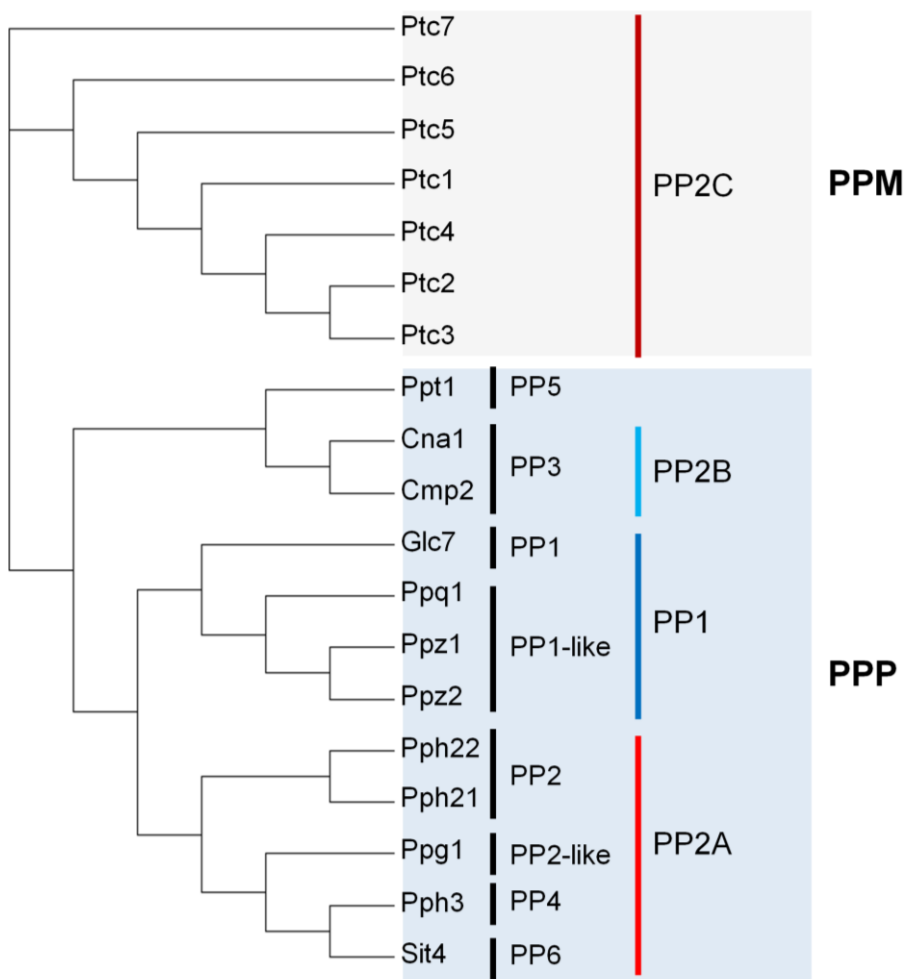 Ptc7
Ptc6
Ptc5
Ptc1
PP2C
PPM
Ptc4
Ptc2
Ptc3
Ppt1
PP5
Cna1
PP3
PP2B
Cmp2
Glc7
PP1
Ppq1
PP1
Ppz1
PP1-like
PPP
Ppz2
Pph22
PP2
Pph21
PP2A
Ppg1
PP2-like
Pph3
PP4
Sit4
PP6